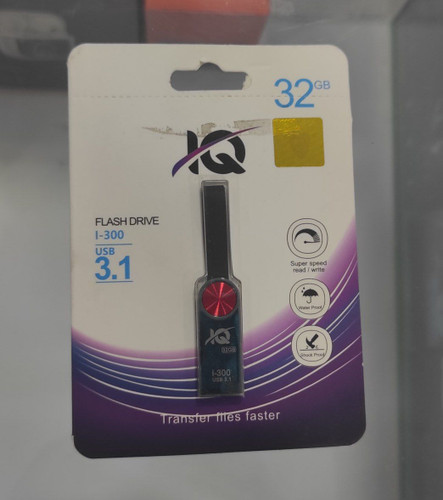 32GB
IQ
FLASH DRIVE
I-300
USB
3.1
Super speed
read / write
Water Proof
Shock Proof
IQ
32GB
I-300
USB 3.1
Transfer files faster